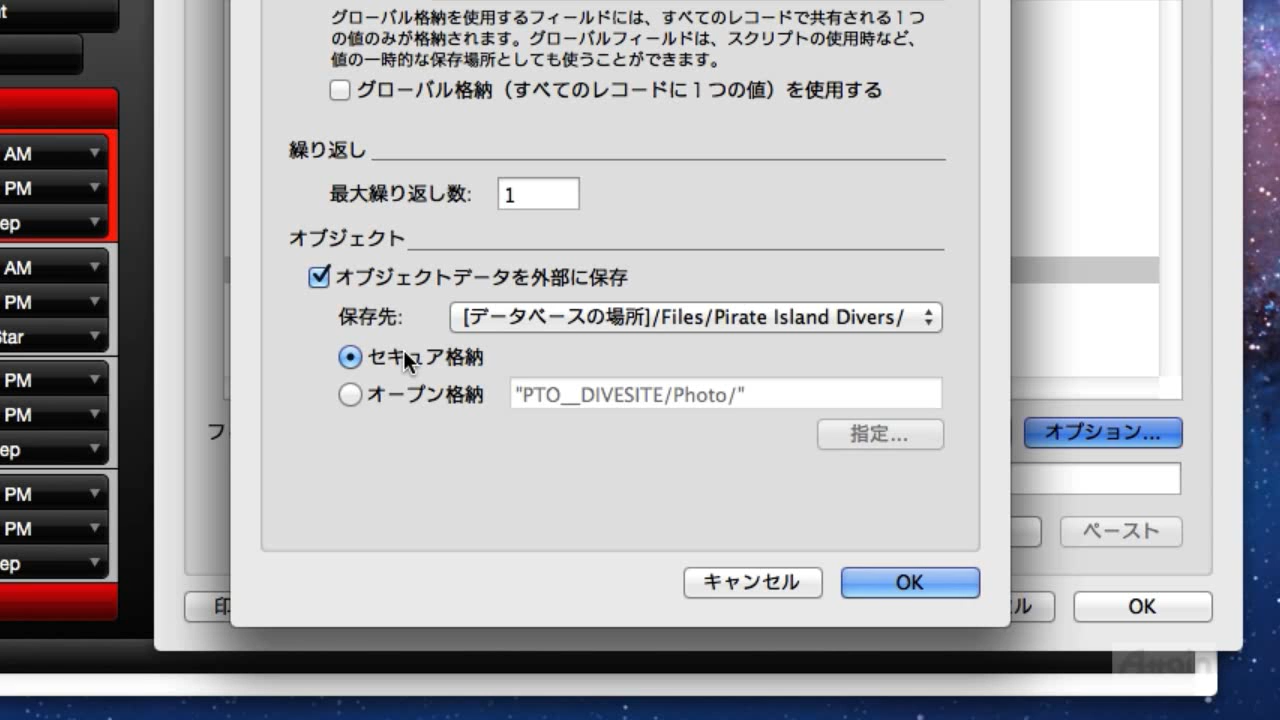 nt
グローバル格納を使用するフィールドには、すべてのレコードで共有される１つ
の値のみが格納されます。グローバルフィールドは、スクリプトの使用時など、
値の一時的な保存場所としても使うことができます。
グローバル格納（すべてのレコードに１つの値）を使用する
繰り返し
最大繰り返し数: 1
オブジェクト
オブジェクトデータを外部に保存
保存先: [データベースの場所]/Files/Pirate Island Divers/
セキュア格納
オープン格納 "PTO__DIVESITE/Photo/"
指定...
キャンセル OK
AM
PM
ep
AM
PM
Star
PM
PM
ep
PM
PM
ep
フ
オプション...
ペースト
印
ル OK